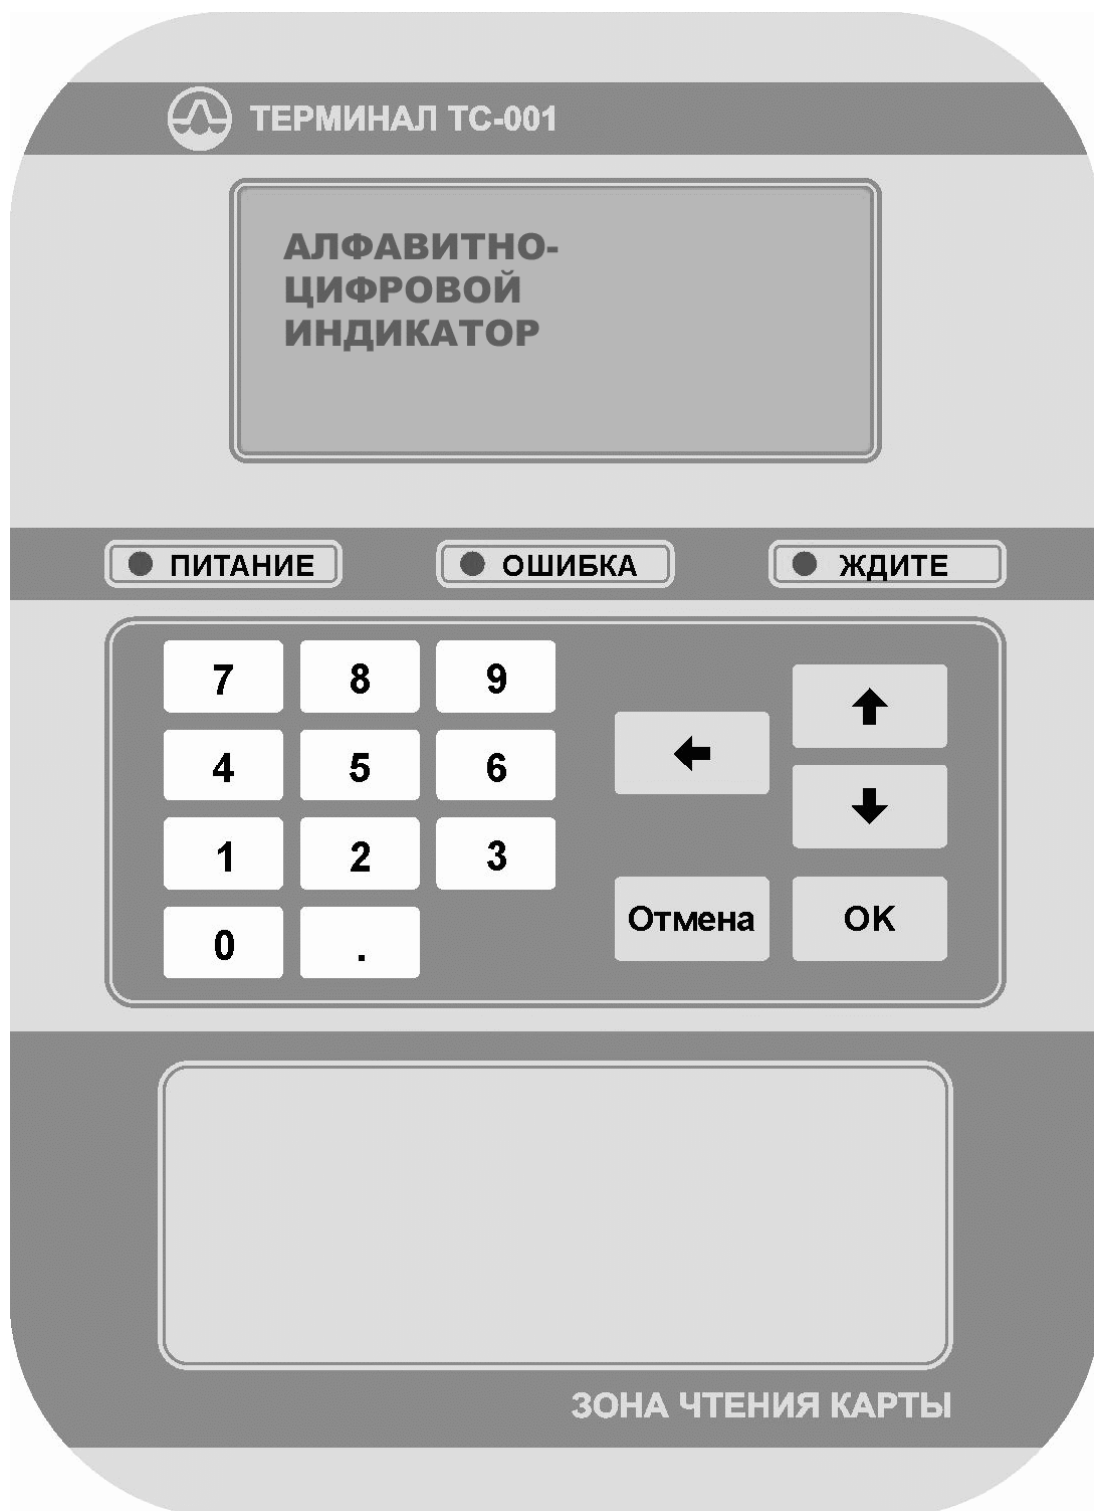 ТЕРМИНАЛ ТС-001
АЛФАВИТНО-
ЦИФРОВОЙ
ИНДИКАТОР
ПИТАНИЕ ОШИБКА ЖДИТЕ
7 8 9
↑
←
4 5 6
↓
1 2 3
Отмена ОК
0 .
ЗОНА ЧТЕНИЯ КАРТЫ